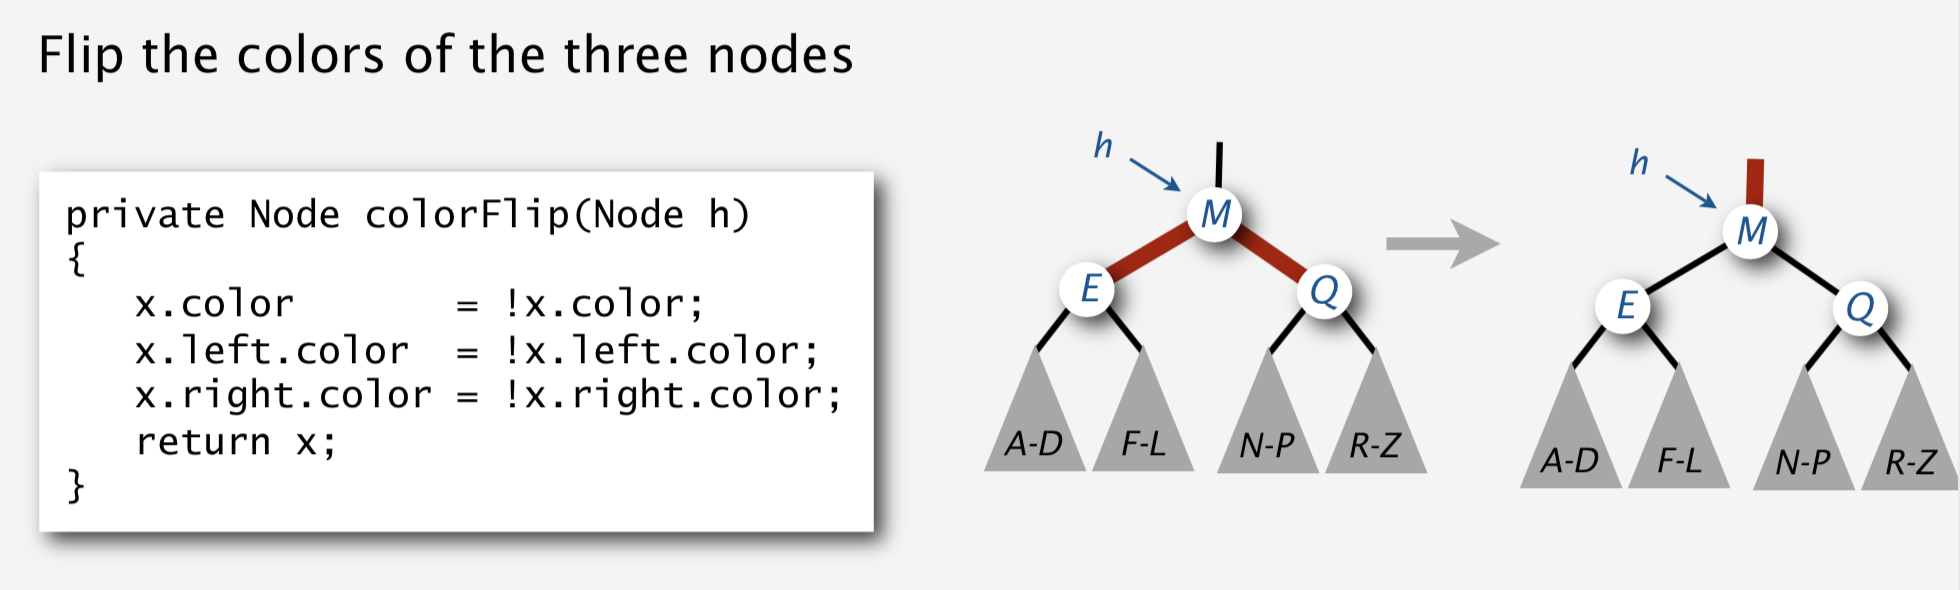 Flip the colors of the three nodes
private Node colorFlip(Node h)
{
x.color = !x.color;
x.left.color = !x.left.color;
x.right.color = !x.right.color;
return x;
}
h
M
E
Q
A-D
F-L
N-P
R-Z
h
M
E
Q
A-D
F-L
N-P
R-Z